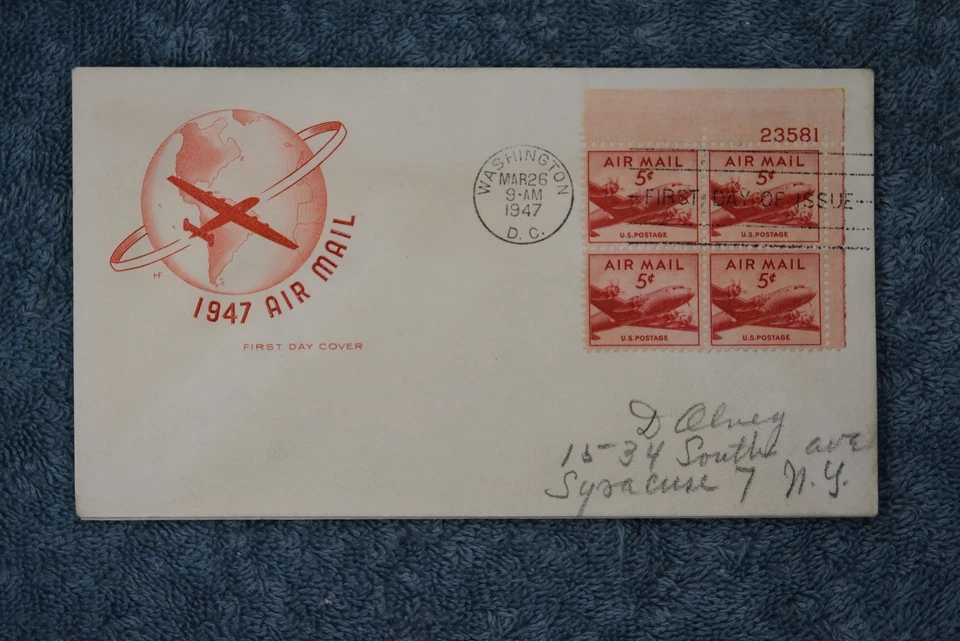 1947 AIR MAIL
HF
FIRST DAY COVER
WASHINGTON
MAR 26
9-AM
1947
D. C.
23581
AIR MAIL
5¢
U.S. POSTAGE
AIR MAIL
5¢
U.S. POSTAGE
FIRST DAY OF ISSUE
AIR MAIL
5¢
U.S. POSTAGE
AIR MAIL
5¢
U.S. POSTAGE
D Olney
15-34 South ave
Syracuse 7 N.Y.